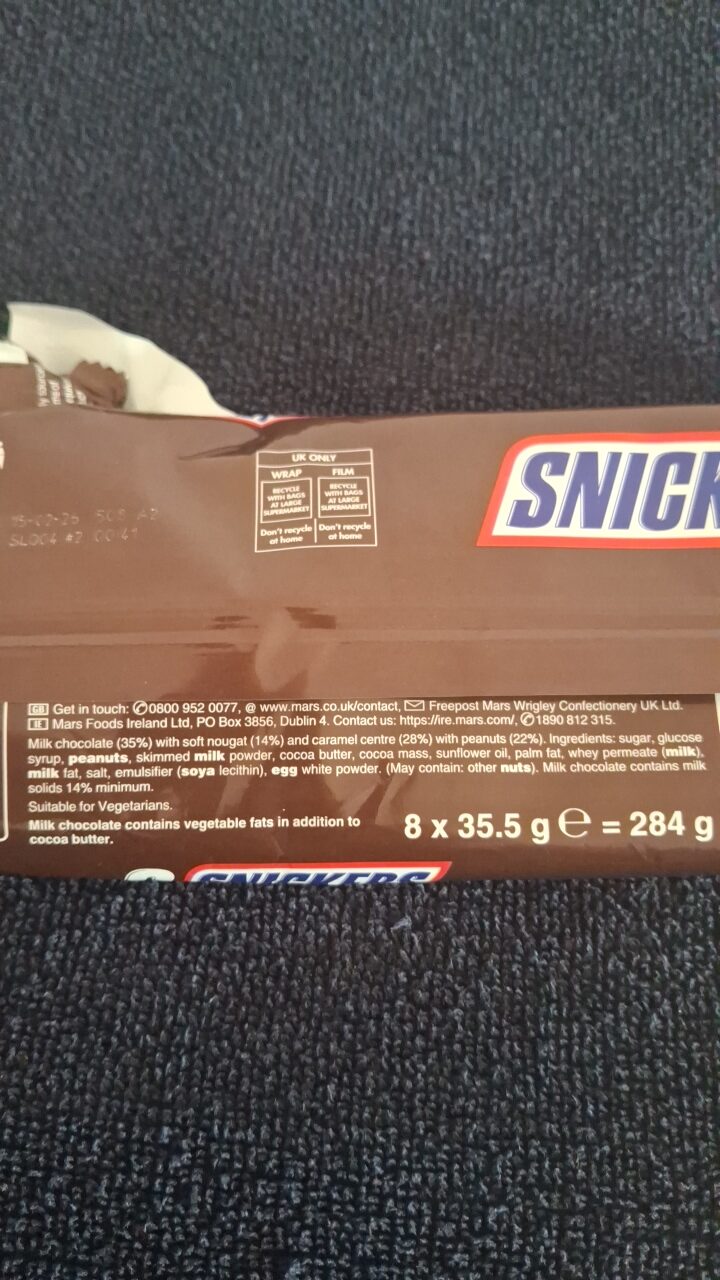 UK ONLY
WRAP FILM
RECYCLE RECYCLE
WITH BAGS WITH BAGS
AT LARGE AT LARGE
SUPERMARKET SUPERMARKET
Don't recycle Don't recycle
at home at home
SNICK
SL004 #2 00:41
GB Get in touch: 0800 952 0077, @ www.mars.co.uk/contact, Freepost Mars Wrigley Confectionery UK Ltd.
IE Mars Foods Ireland Ltd, PO Box 3856, Dublin 4. Contact us: https://ire.mars.com/, 1890 812 315.
Milk chocolate (35%) with soft nougat (14%) and caramel centre (28%) with peanuts (22%). Ingredients: sugar, glucose
syrup, peanuts, skimmed milk powder, cocoa butter, cocoa mass, sunflower oil, palm fat, whey permeate (milk),
milk fat, salt, emulsifier (soya lecithin), egg white powder. (May contain: other nuts). Milk chocolate contains milk
solids 14% minimum.
Suitable for Vegetarians.
Milk chocolate contains vegetable fats in addition to
cocoa butter.
8 x 35.5 g ℮ = 284 g
SNICKERS